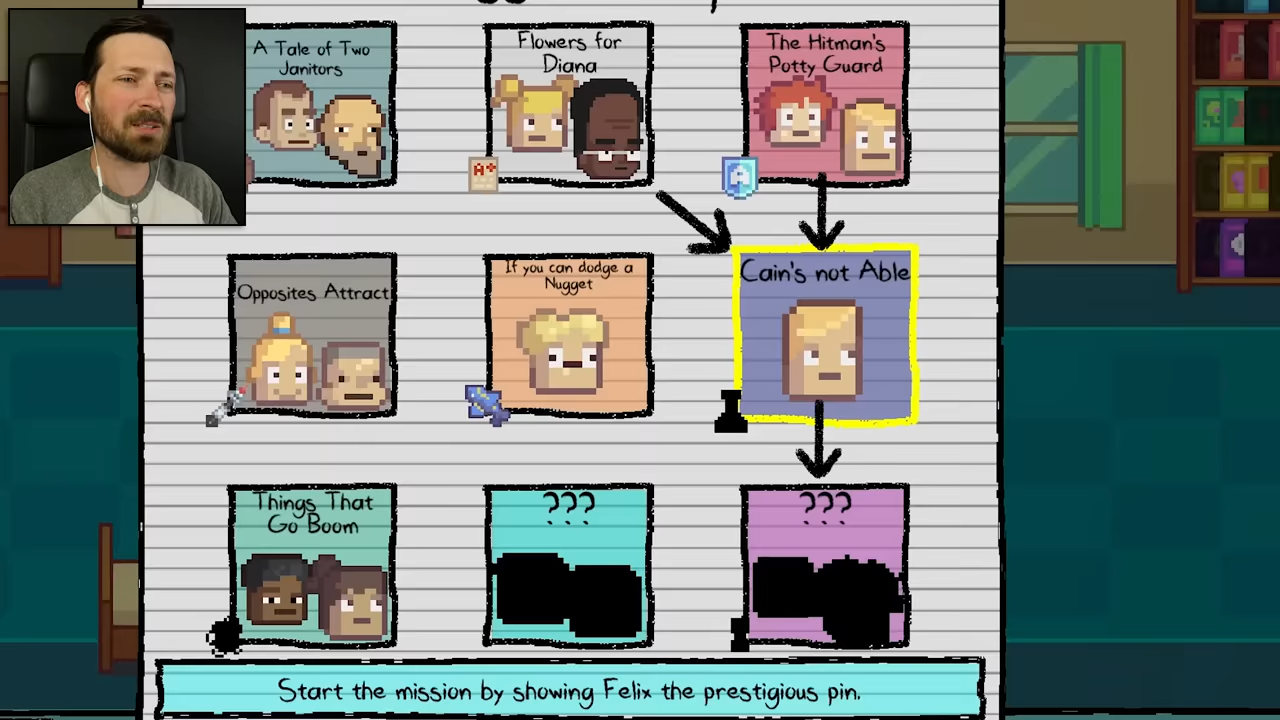 A Tale of Two
Janitors
Flowers for
Diana
The Hitman's
Potty Guard
A+
Opposites Attract
If you can dodge a
Nugget
Cain's not Able
Things That
Go Boom
???
???
Start the mission by showing Felix the prestigious pin.